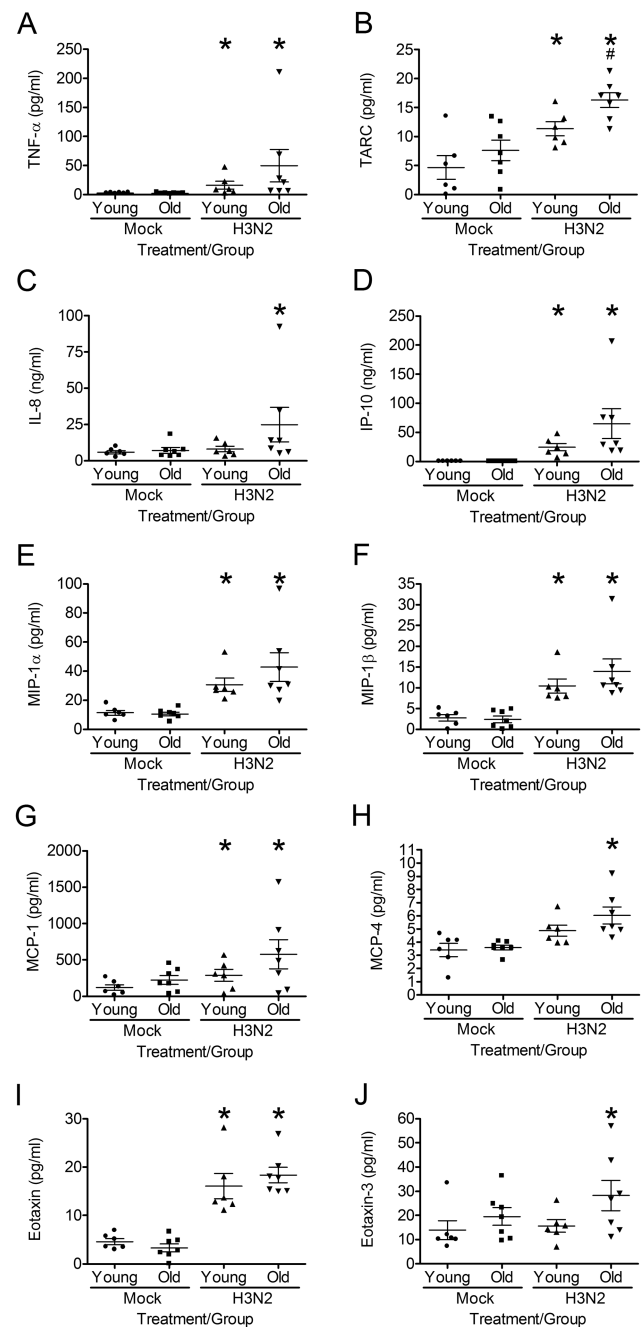 A
TNF-α (pg/ml)
250
200
150
100
50
0
* *
Young Old Young Old
Mock H3N2
Treatment/Group
B
TARC (pg/ml)
25
20
15
10
5
0
* *
#
Young Old Young Old
Mock H3N2
Treatment/Group
C
IL-8 (ng/ml)
100
75
50
25
0
*
Young Old Young Old
Mock H3N2
Treatment/Group
D
IP-10 (ng/ml)
250
200
150
100
50
0
* *
Young Old Young Old
Mock H3N2
Treatment/Group
E
MIP-1α (pg/ml)
100
80
60
40
20
0
* *
Young Old Young Old
Mock H3N2
Treatment/Group
F
MIP-1β (pg/ml)
35
30
25
20
15
10
5
0
* *
Young Old Young Old
Mock H3N2
Treatment/Group
G
MCP-1 (pg/ml)
2000
1500
1000
500
0
* *
Young Old Young Old
Mock H3N2
Treatment/Group
H
MCP-4 (pg/ml)
11
10
9
8
7
6
5
4
3
2
1
0
*
Young Old Young Old
Mock H3N2
Treatment/Group
I
Eotaxin (pg/ml)
30
20
10
0
* *
Young Old Young Old
Mock H3N2
Treatment/Group
J
Eotaxin-3 (pg/ml)
60
50
40
30
20
10
0
*
Young Old Young Old
Mock H3N2
Treatment/Group